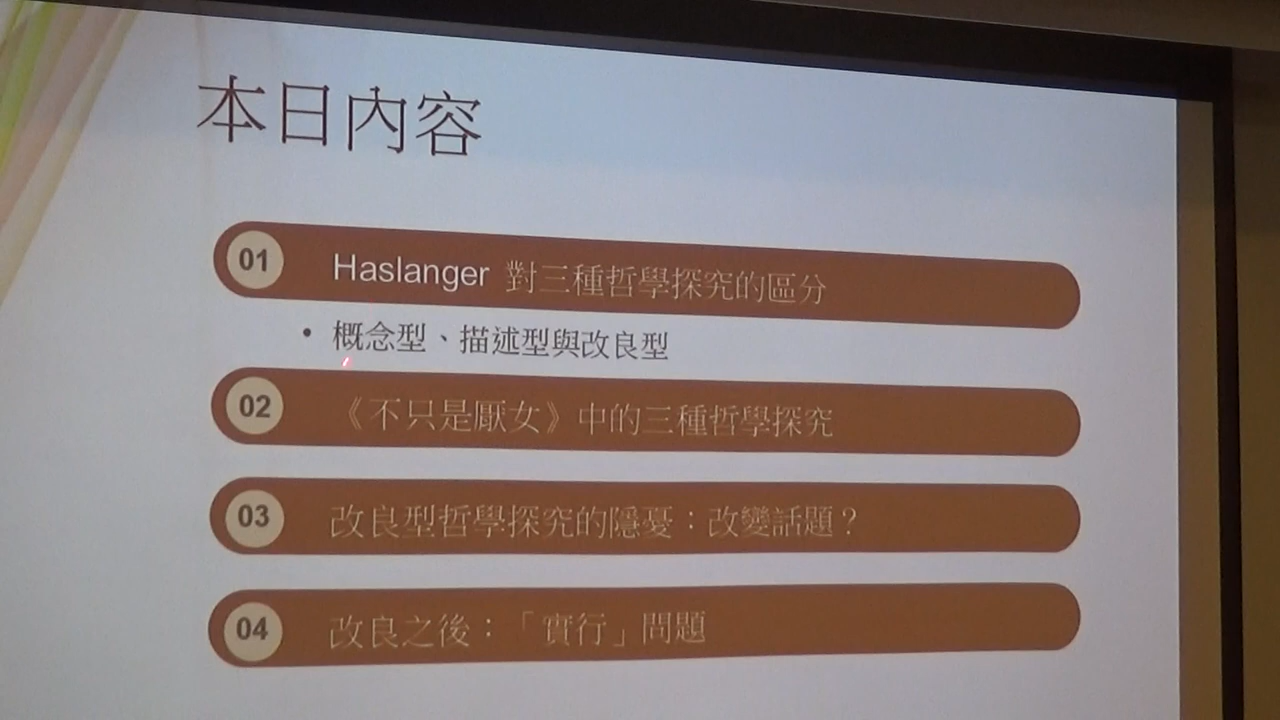 本日內容
01 Haslanger 對三種哲學探究的區分
• 概念型、描述型與改良型
02 《不只是厭女》中的三種哲學探究
03 改良型哲學探究的隱憂：改變話題？
04 改良之後：「實行」問題